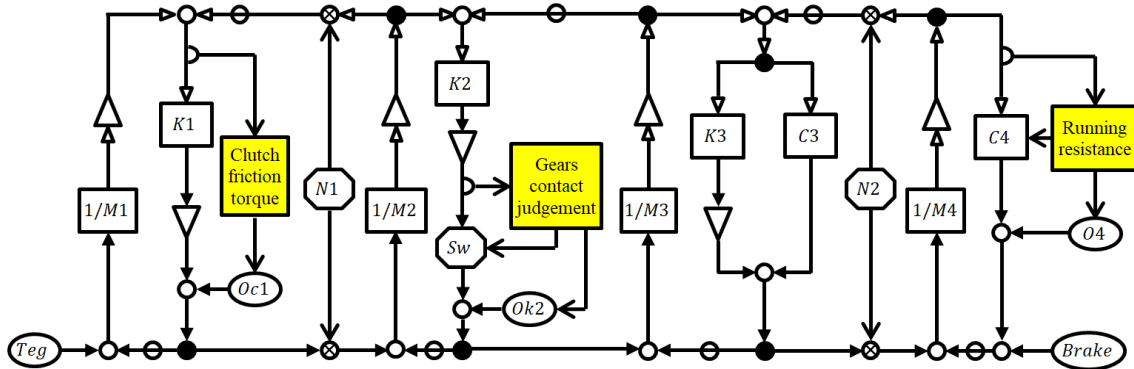 K2
K1
Clutch
friction
torque
Gears
contact
judgement
K3
C3
C4
Running
resistance
1/M1
N1
1/M2
1/M3
N2
1/M4
Sw
O4
Oc1
Ok2
Teg
Brake